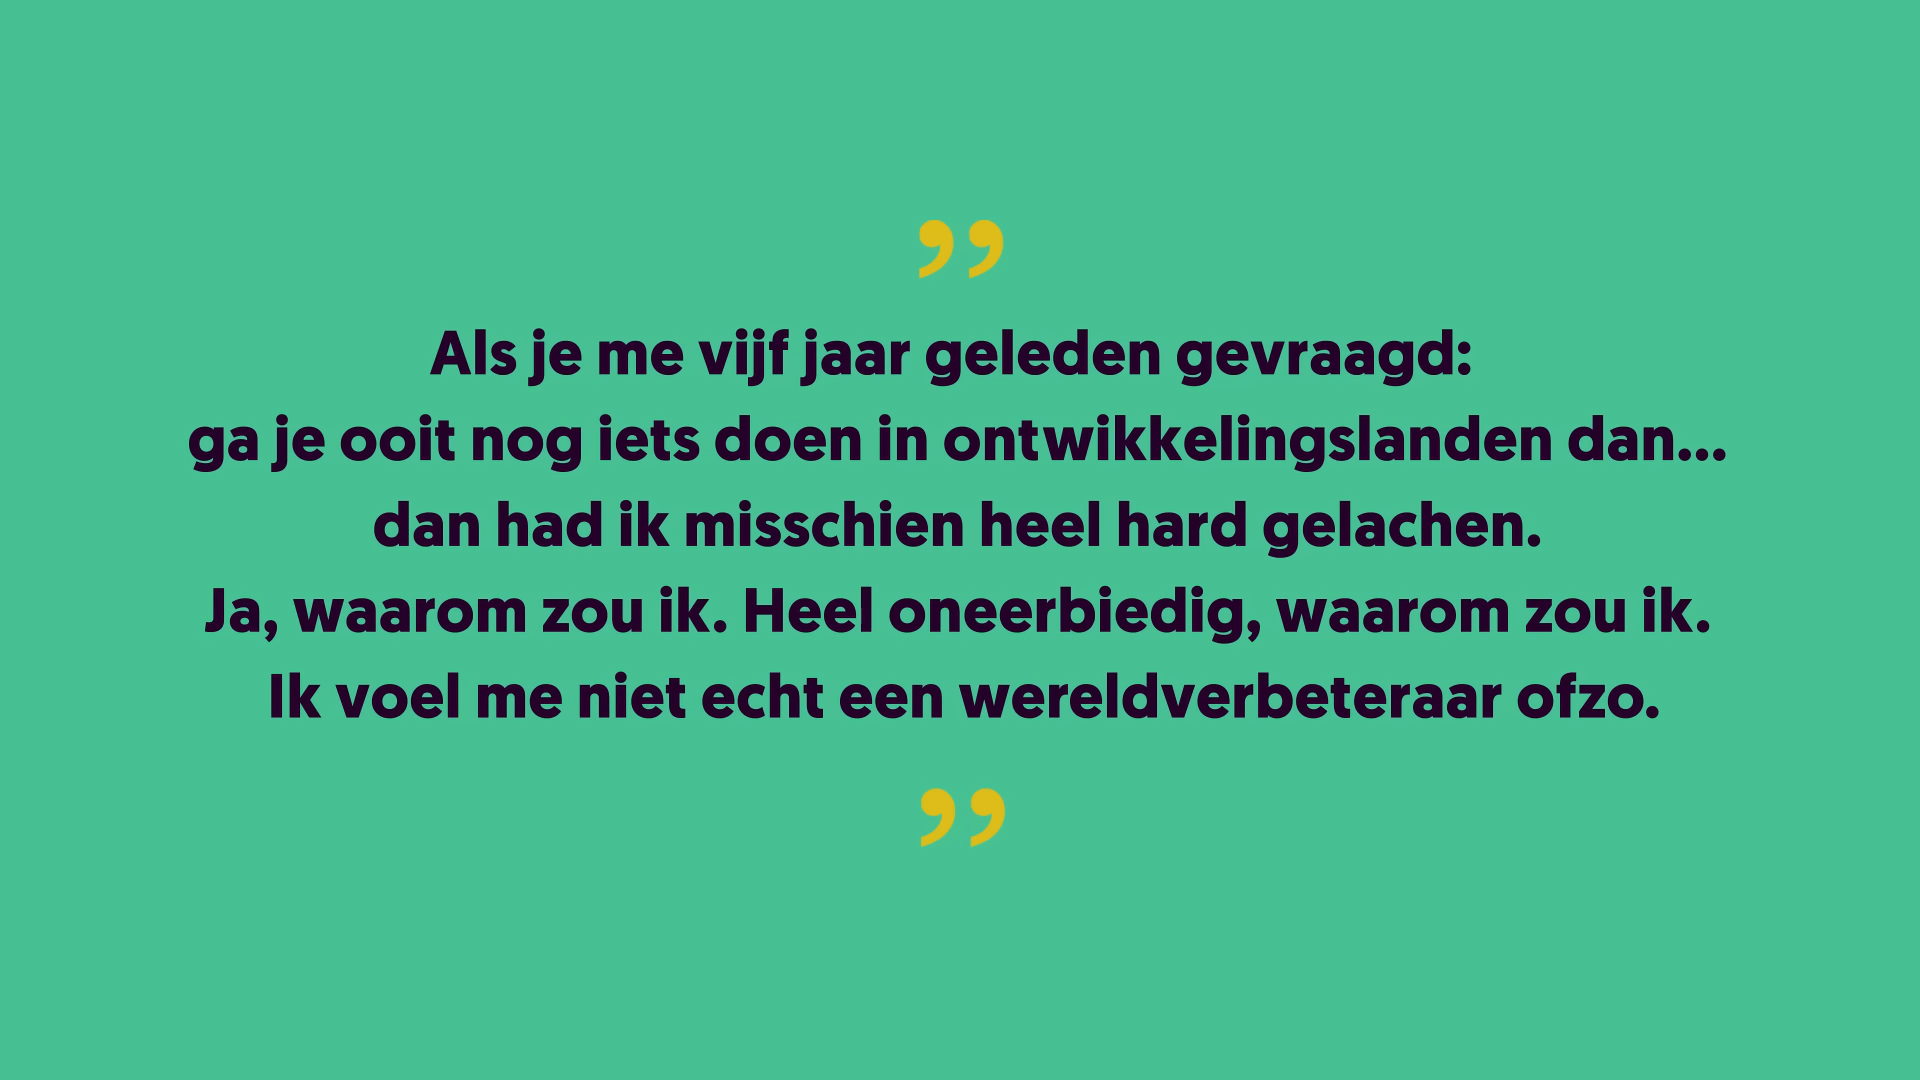 ”
Als je me vijf jaar geleden gevraagd:
ga je ooit nog iets doen in ontwikkelingslanden dan...
dan had ik misschien heel hard gelachen.
Ja, waarom zou ik. Heel oneerbiedig, waarom zou ik.
Ik voel me niet echt een wereldverbeteraar ofzo.
”